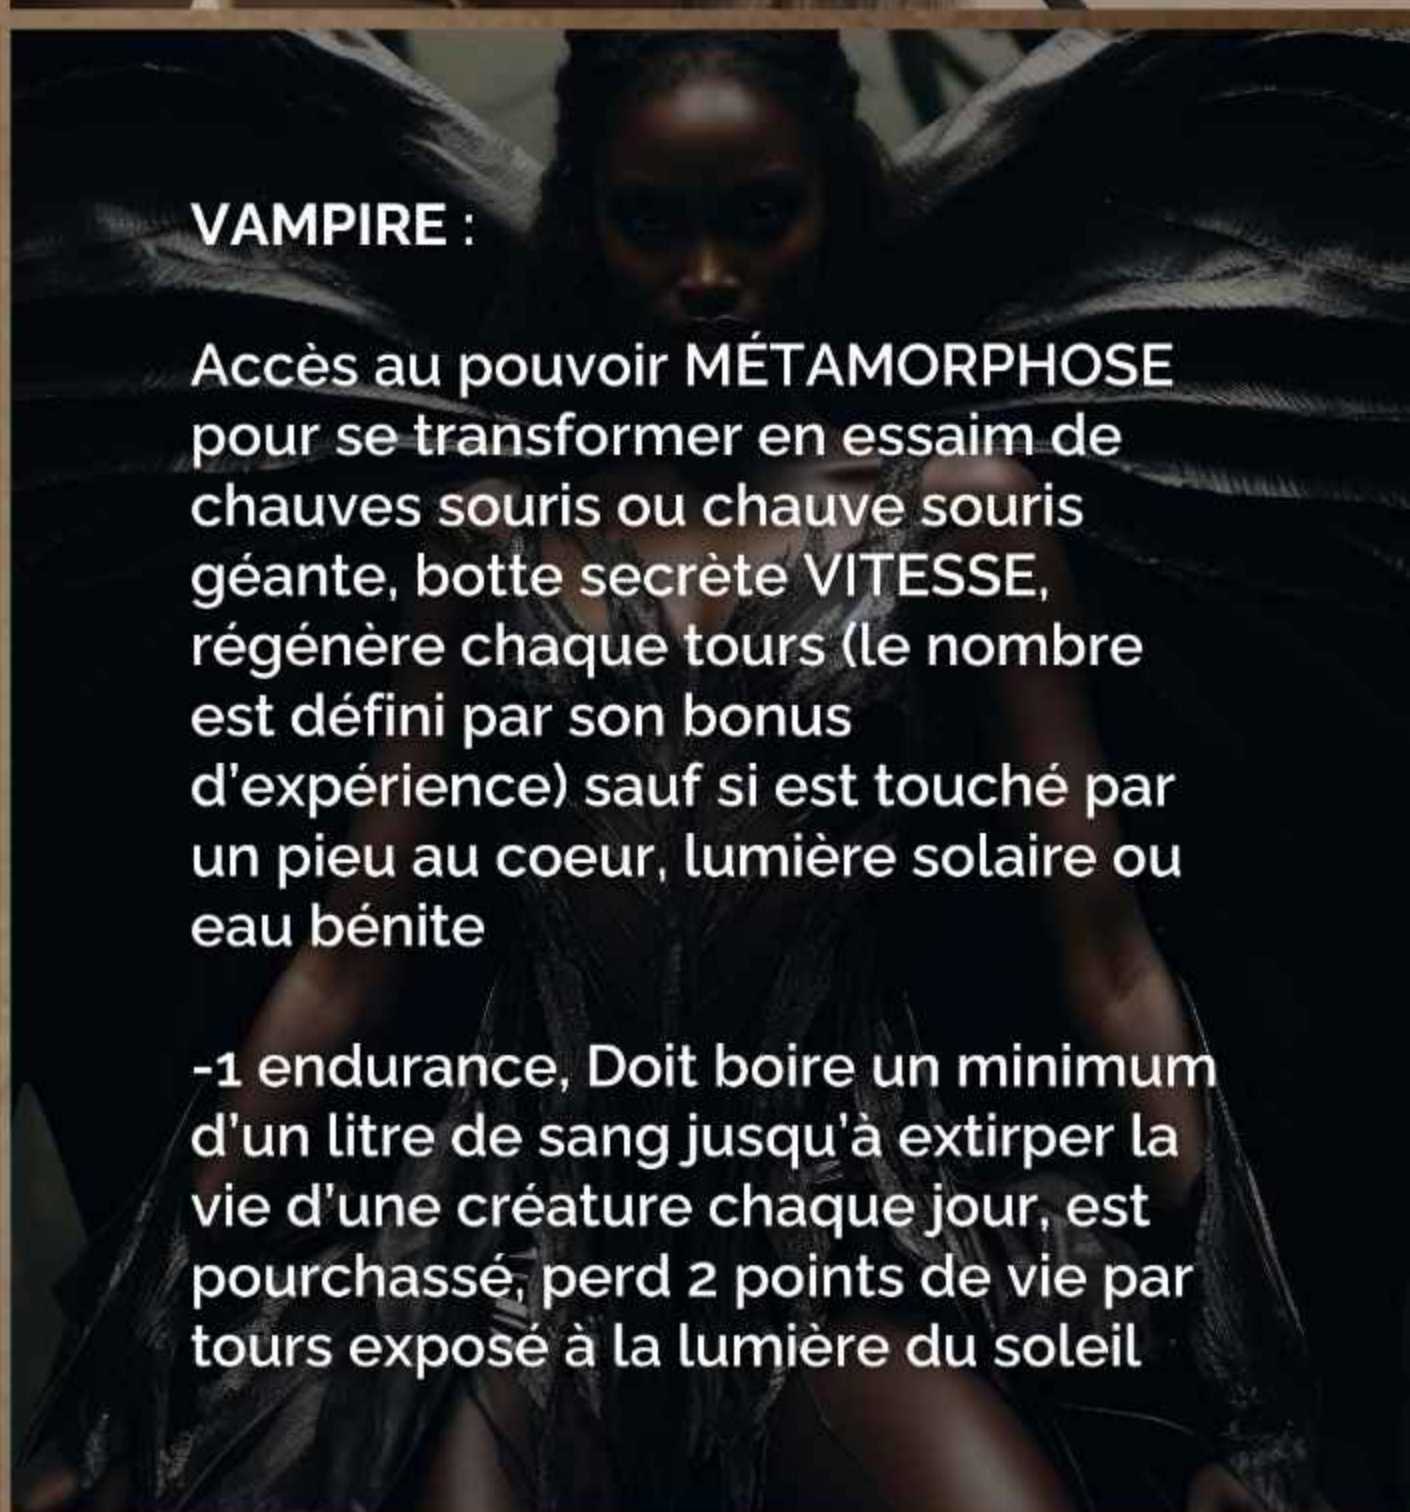 VAMPIRE :
Accès au pouvoir MÉTAMORPHOSE
pour se transformer en essaim de
chauves souris ou chauve souris
géante, botte secrète VITESSE,
régénère chaque tours (le nombre
est défini par son bonus
d'expérience) sauf si est touché par
un pieu au coeur, lumière solaire ou
eau bénite
-1 endurance, Doit boire un minimum
d'un litre de sang jusqu'à extirper la
vie d'une créature chaque jour, est
pourchassé, perd 2 points de vie par
tours exposé à la lumière du soleil